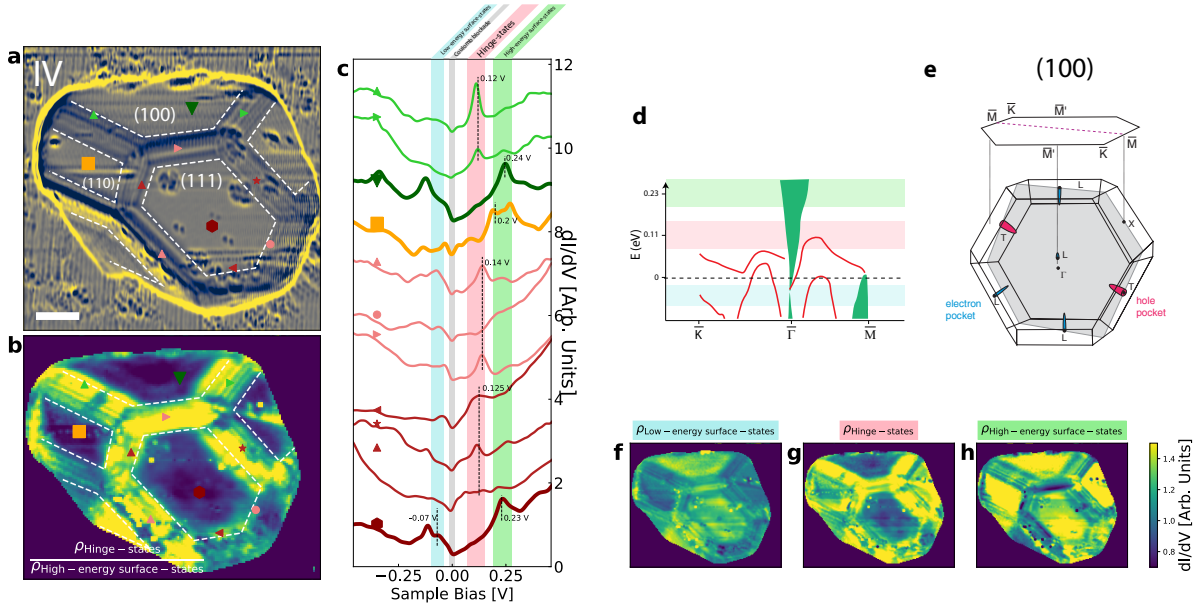 a
IV
(100)
(110)
(111)
b
ρHinge−states
ρHigh−energy surface−states
Low-energy surface-states
Coulomb blockade
Hinge-states
High-energy surface-states
c
12
10
8
6
4
2
0
dI/dV [Arb. Units]
0.12 V
0.24 V
0.2 V
0.14 V
0.125 V
−0.07 V
0.23 V
−0.25
0.00
0.25
Sample Bias [V]
d
E (eV)
0.23
0.11
0
K̅
Γ̅
M̅
e
(100)
M̅
K̅
M̅'
M̅
M̅'
K̅
L
T
X
L
Γ
L
T
L
electron
pocket
hole
pocket
ρLow−energy surface−states
f
ρHinge−states
g
ρHigh−energy surface−states
h
1.4
1.2
1.0
0.8
dI/dV [Arb. Units]